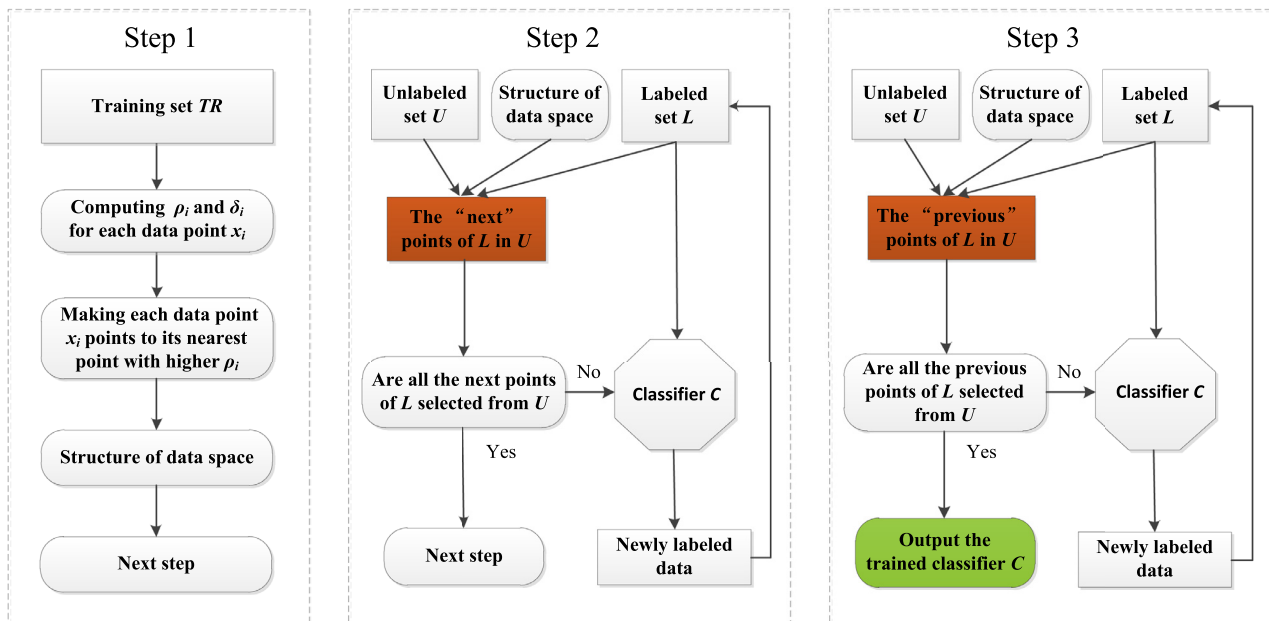 Step 1
Training set TR
Computing ρi and δi
for each data point xi
Making each data point
xi points to its nearest
point with higher ρi
Structure of data space
Next step
Step 2
Unlabeled
set U
Structure of
data space
Labeled
set L
The “next”
points of L in U
Are all the next points
of L selected from U
No
Classifier C
Yes
Next step
Newly labeled
data
Step 3
Unlabeled
set U
Structure of
data space
Labeled
set L
The “previous”
points of L in U
Are all the previous
points of L selected
from U
No
Classifier C
Yes
Output the
trained classifier C
Newly labeled
data